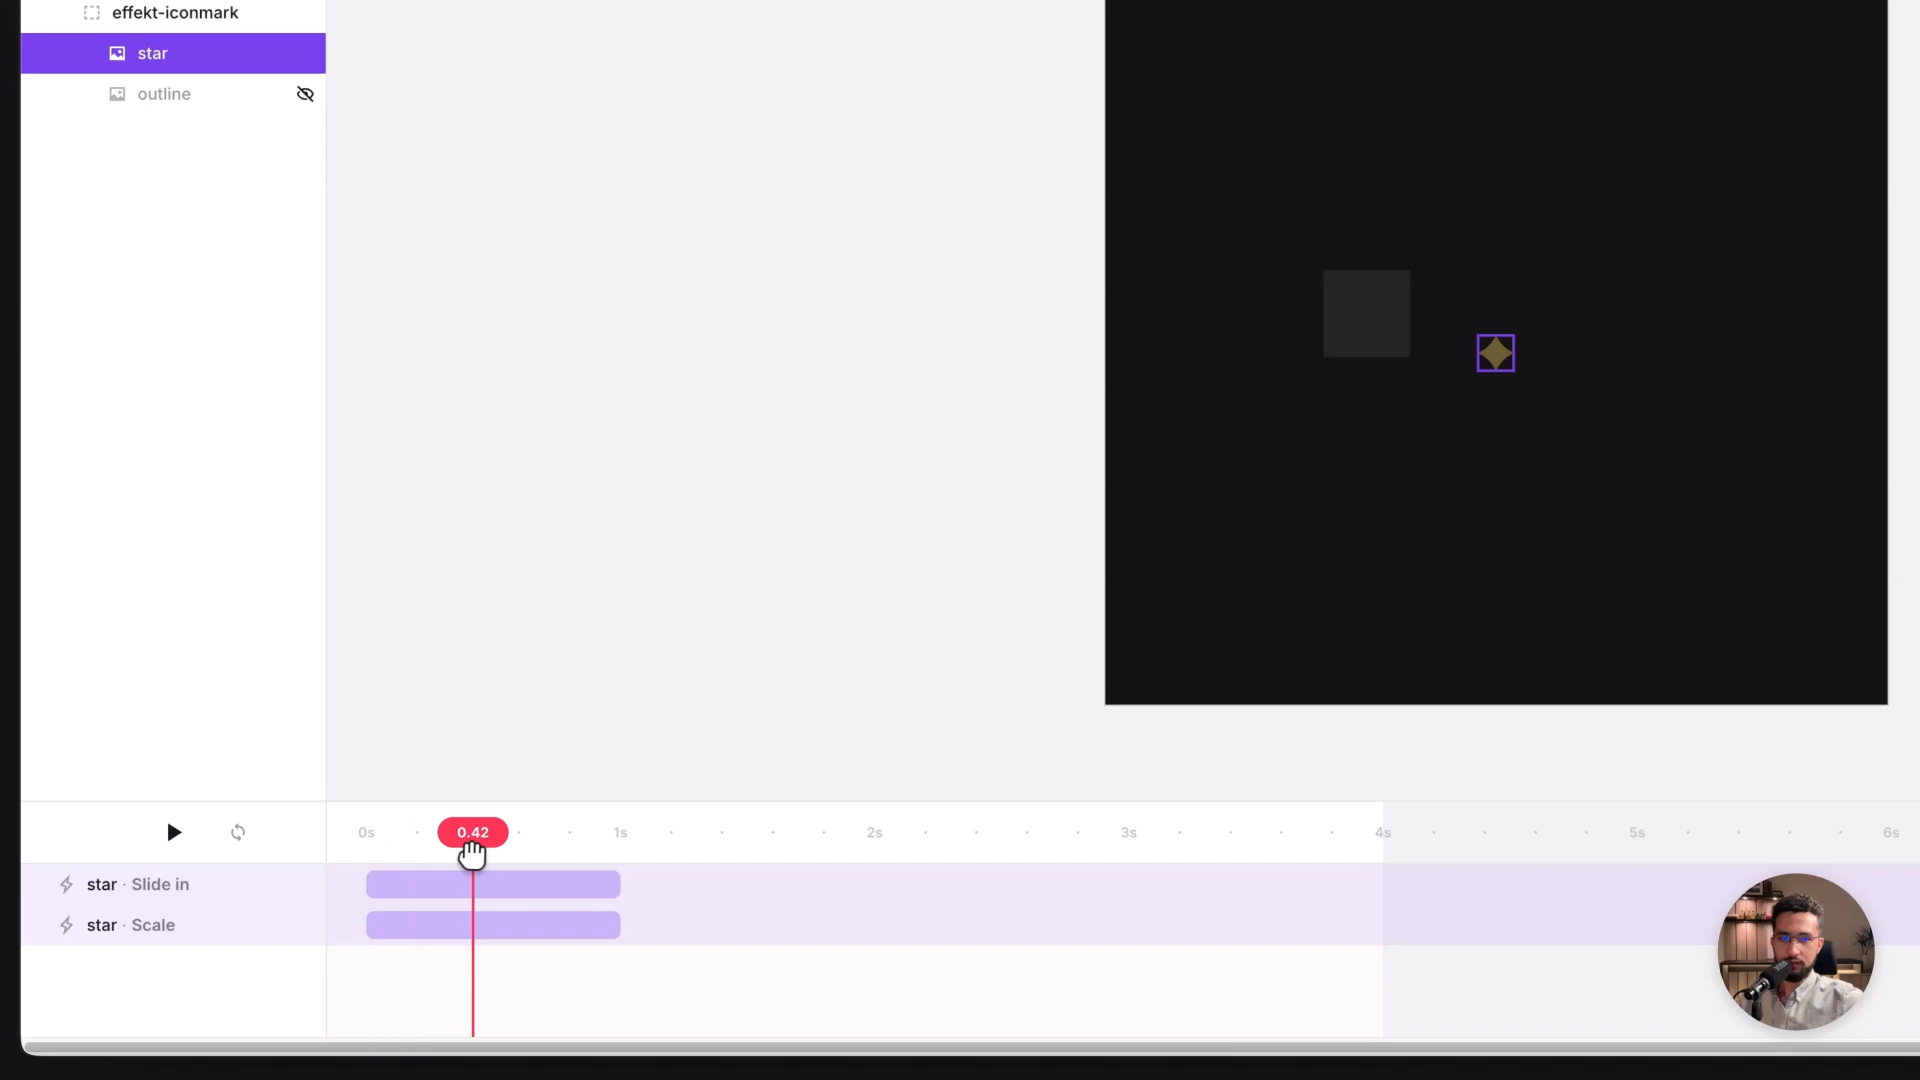 effekt-iconmark
star
outline
0s 0.42 1s 2s 3s 4s 5s 6s
star · Slide in
star · Scale